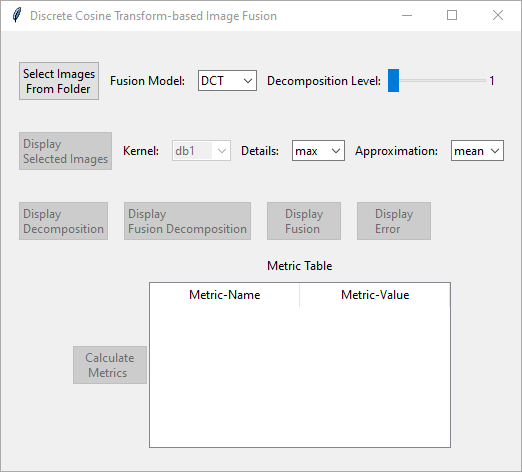 Discrete Cosine Transform-based Image Fusion
Select Images
From Folder
Fusion Model:
DCT
Decomposition Level:
1
Display
Selected Images
Kernel:
db1
Details:
max
Approximation:
mean
Display
Decomposition
Display
Fusion Decomposition
Display
Fusion
Display
Error
Metric Table
Metric-Name
Metric-Value
Calculate
Metrics